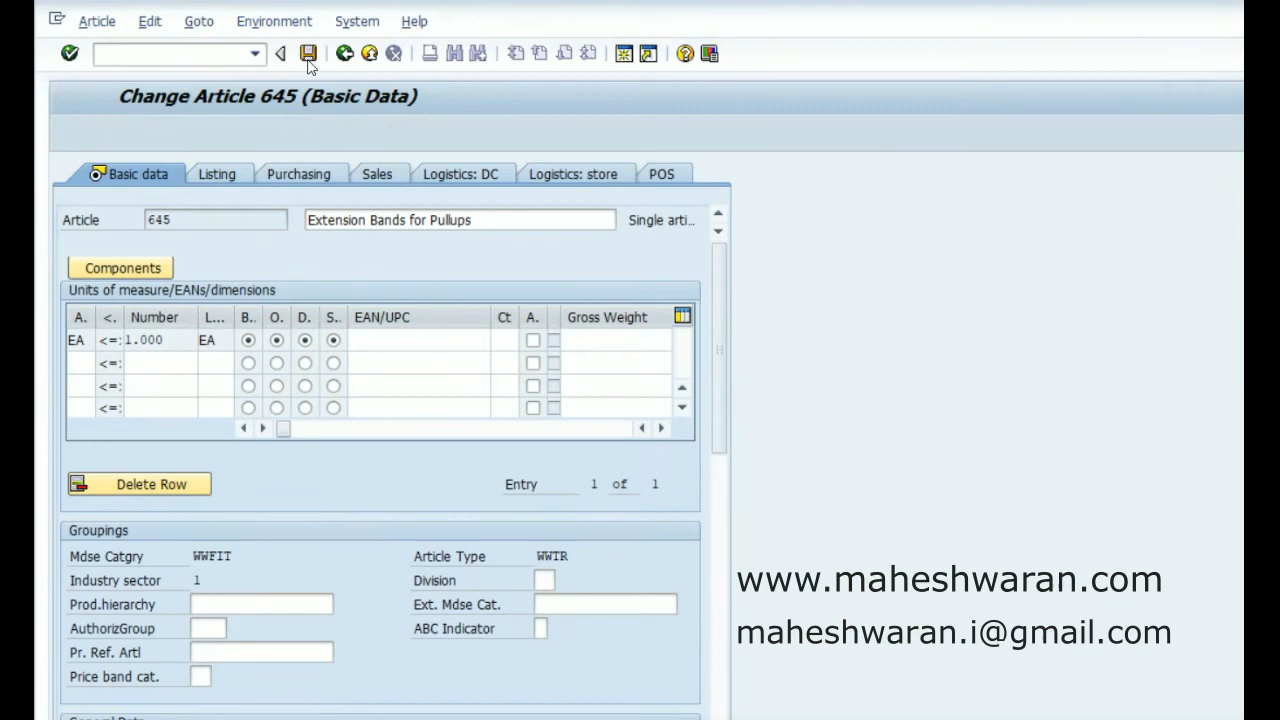 Article Edit Goto Environment System Help
Change Article 645 (Basic Data)
Basic data Listing Purchasing Sales Logistics: DC Logistics: store POS
Article 645 Extension Bands for Pullups Single arti...
Components
Units of measure/EANs/dimensions
A. <. Number L... B.. O. D. S.. EAN/UPC Ct A. Gross Weight
EA <=: 1.000 EA
<=:
<=:
<=:
Delete Row Entry 1 of 1
Groupings
Mdse Catgry WWFIT Article Type WWTR
Industry sector 1 Division
Prod.hierarchy Ext. Mdse Cat.
AuthorizGroup ABC Indicator
Pr. Ref. Artl
Price band cat.
www.maheshwaran.com
maheshwaran.i@gmail.com